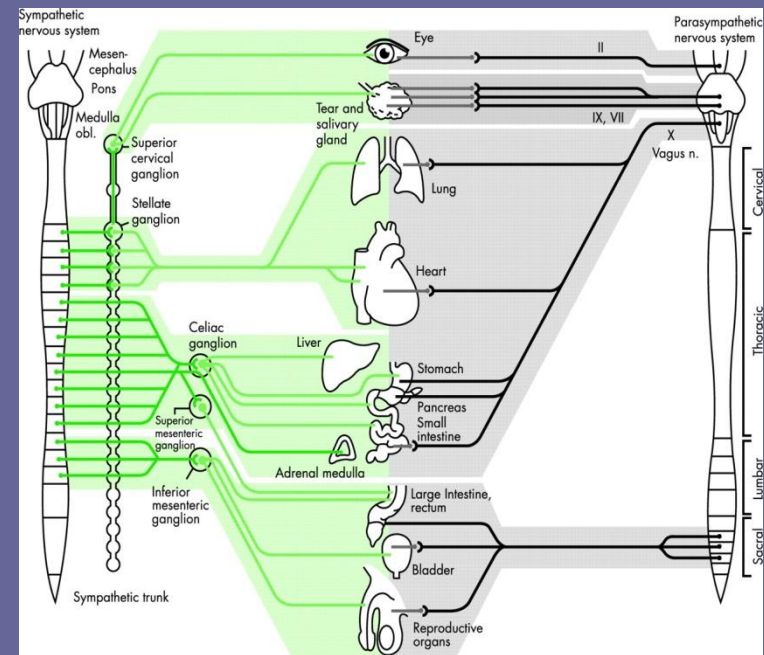 Sympathetic
nervous system
Mesen-
cephalus
Pons
Medulla
obl.
Superior
cervical
ganglion
Stellate
ganglion
Celiac
ganglion
Superior
mesenteric
ganglion
Inferior
mesenteric
ganglion
Sympathetic trunk
Eye
Tear and
salivary
gland
Lung
Heart
Liver
Stomach
Pancreas
Small
intestine
Adrenal medulla
Large Intestine,
rectum
Bladder
Reproductive
organs
Parasympathetic
nervous system
II
IX, VII
X
Vagus n.
Cervical
Thoracic
Lumbar
Sacral